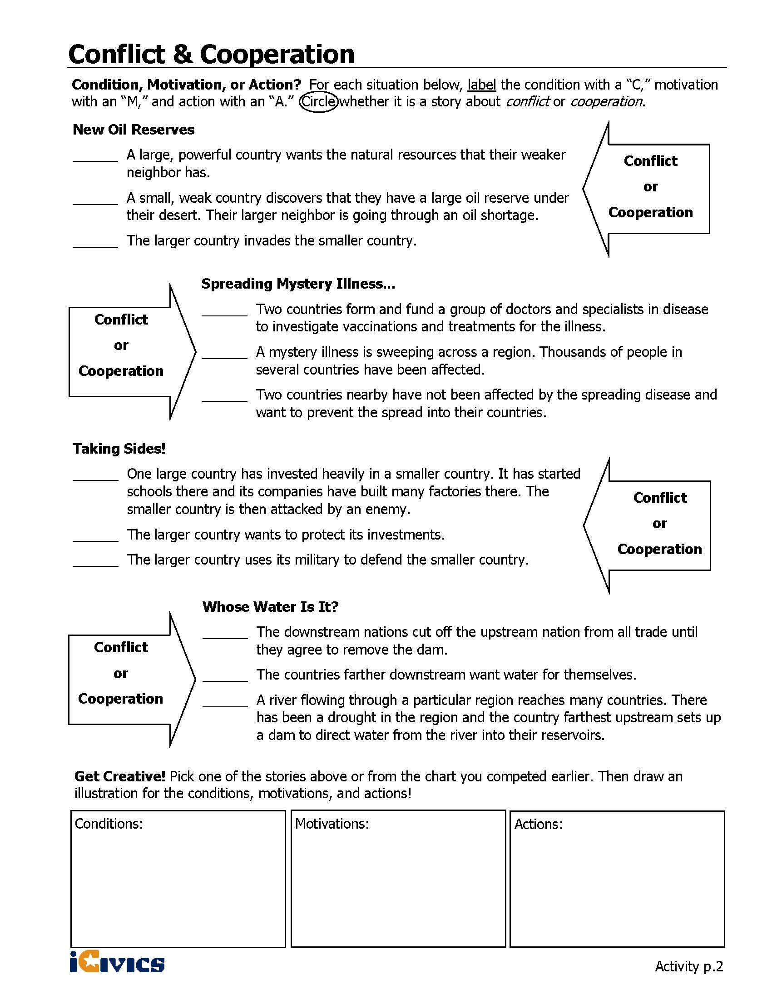 Conflict & Cooperation
Condition, Motivation, or Action? For each situation below, label the condition with a “C,” motivation
with an “M,” and action with an “A.” Circle whether it is a story about conflict or cooperation.
New Oil Reserves
______ A large, powerful country wants the natural resources that their weaker
neighbor has.
______ A small, weak country discovers that they have a large oil reserve under
their desert. Their larger neighbor is going through an oil shortage.
______ The larger country invades the smaller country.
Conflict
or
Cooperation
Spreading Mystery Illness...
______ Two countries form and fund a group of doctors and specialists in disease
to investigate vaccinations and treatments for the illness.
______ A mystery illness is sweeping across a region. Thousands of people in
several countries have been affected.
______ Two countries nearby have not been affected by the spreading disease and
want to prevent the spread into their countries.
Conflict
or
Cooperation
Taking Sides!
______ One large country has invested heavily in a smaller country. It has started
schools there and its companies have built many factories there. The
smaller country is then attacked by an enemy.
______ The larger country wants to protect its investments.
______ The larger country uses its military to defend the smaller country.
Conflict
or
Cooperation
Whose Water Is It?
______ The downstream nations cut off the upstream nation from all trade until
they agree to remove the dam.
______ The countries farther downstream want water for themselves.
______ A river flowing through a particular region reaches many countries. There
has been a drought in the region and the country farthest upstream sets up
a dam to direct water from the river into their reservoirs.
Conflict
or
Cooperation
Get Creative! Pick one of the stories above or from the chart you competed earlier. Then draw an
illustration for the conditions, motivations, and actions!
Conditions:
Motivations:
Actions:
iCivics
Activity p.2